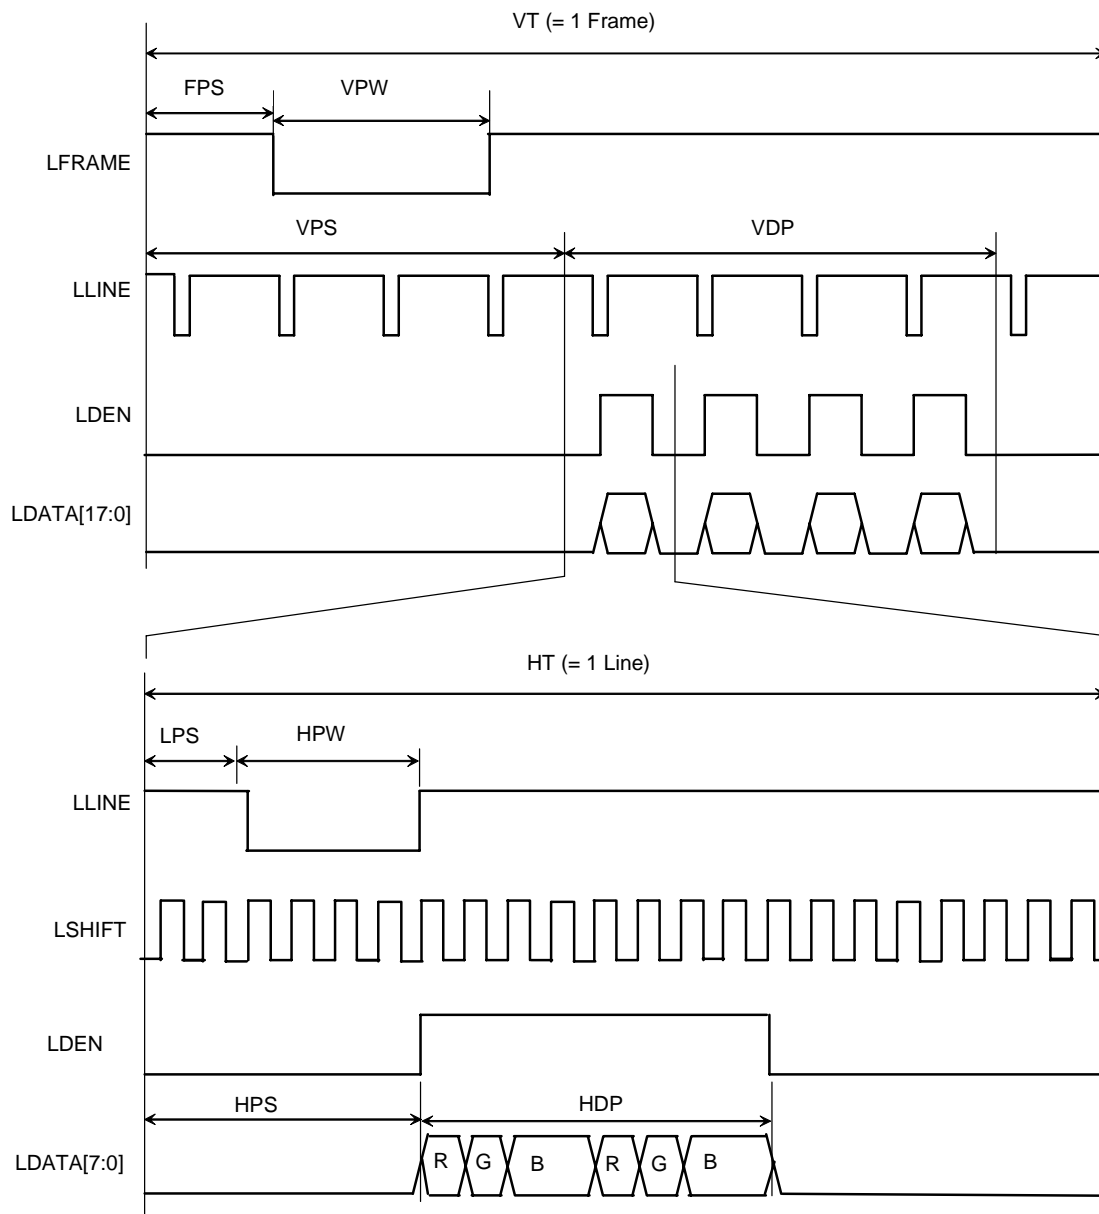 VT (= 1 Frame)
FPS
VPW
LFRAME
VPS
VDP
LLINE
LDEN
LDATA[17:0]
HT (= 1 Line)
LPS
HPW
LLINE
LSHIFT
LDEN
HPS
HDP
LDATA[7:0]
R G B R G B